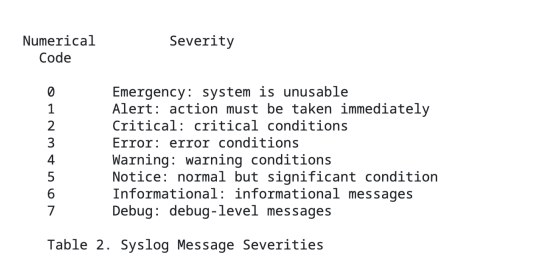 Numerical Severity
Code
0 Emergency: system is unusable
1 Alert: action must be taken immediately
2 Critical: critical conditions
3 Error: error conditions
4 Warning: warning conditions
5 Notice: normal but significant condition
6 Informational: informational messages
7 Debug: debug-level messages
Table 2. Syslog Message Severities